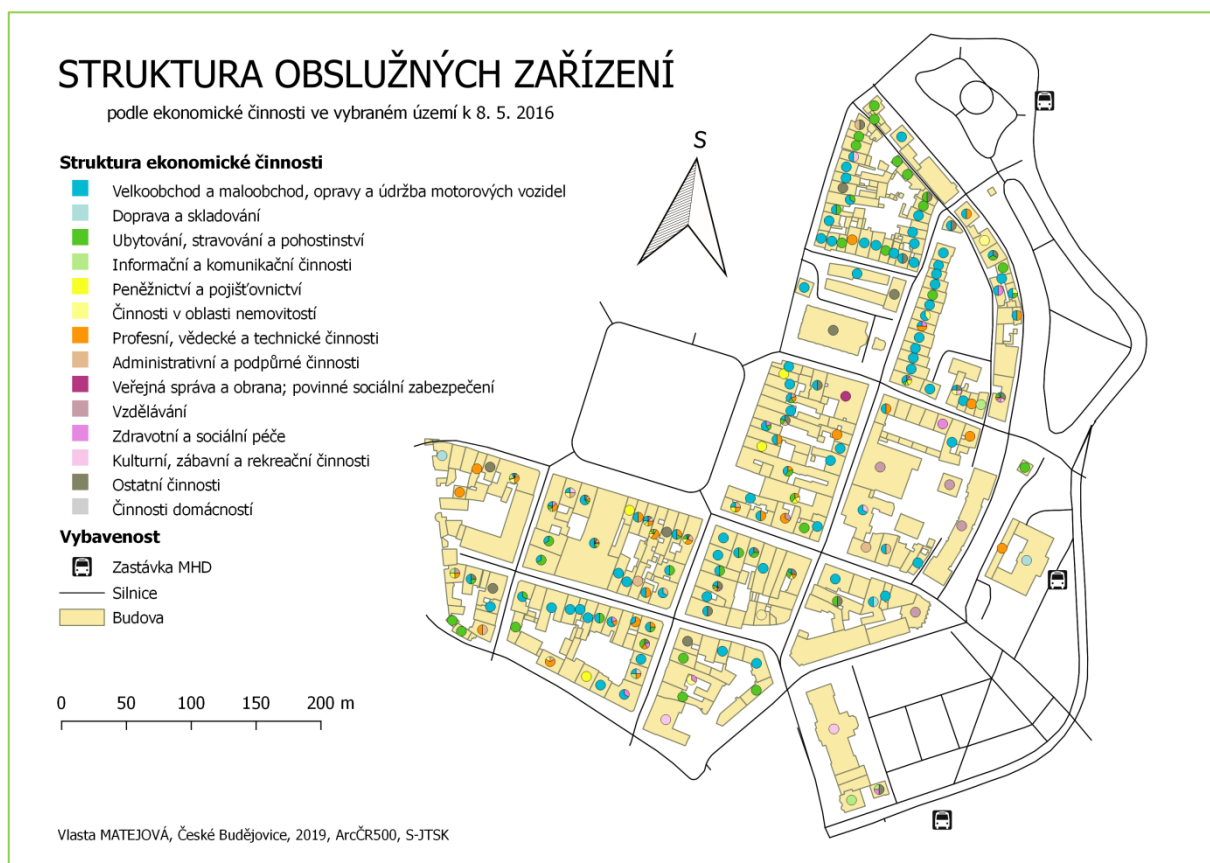 STRUKTURA OBSLUŽNÝCH ZAŘÍZENÍ
podle ekonomické činnosti ve vybraném území k 8. 5. 2016
S
Struktura ekonomické činnosti
Velkoobchod a maloobchod, opravy a údržba motorových vozidel
Doprava a skladování
Ubytování, stravování a pohostinství
Informační a komunikační činnosti
Peněžnictví a pojišťovnictví
Činnosti v oblasti nemovitostí
Profesní, vědecké a technické činnosti
Administrativní a podpůrné činnosti
Veřejná správa a obrana; povinné sociální zabezpečení
Vzdělávání
Zdravotní a sociální péče
Kulturní, zábavní a rekreační činnosti
Ostatní činnosti
Činnosti domácností
Vybavenost
Zastávka MHD
Silnice
Budova
0 50 100 150 200 m
Vlasta MATEJOVÁ, České Budějovice, 2019, ArcČR500, S-JTSK